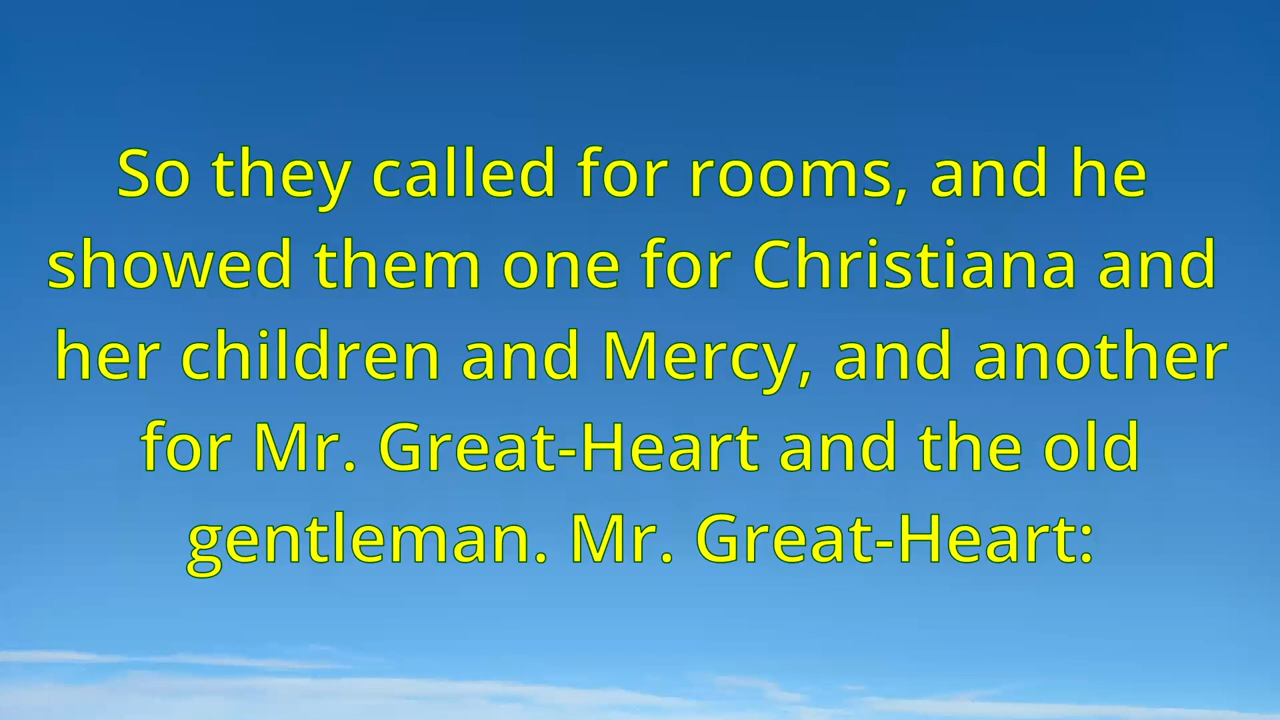 So they called for rooms, and he
showed them one for Christiana and
her children and Mercy, and another
for Mr. Great-Heart and the old
gentleman. Mr. Great-Heart: